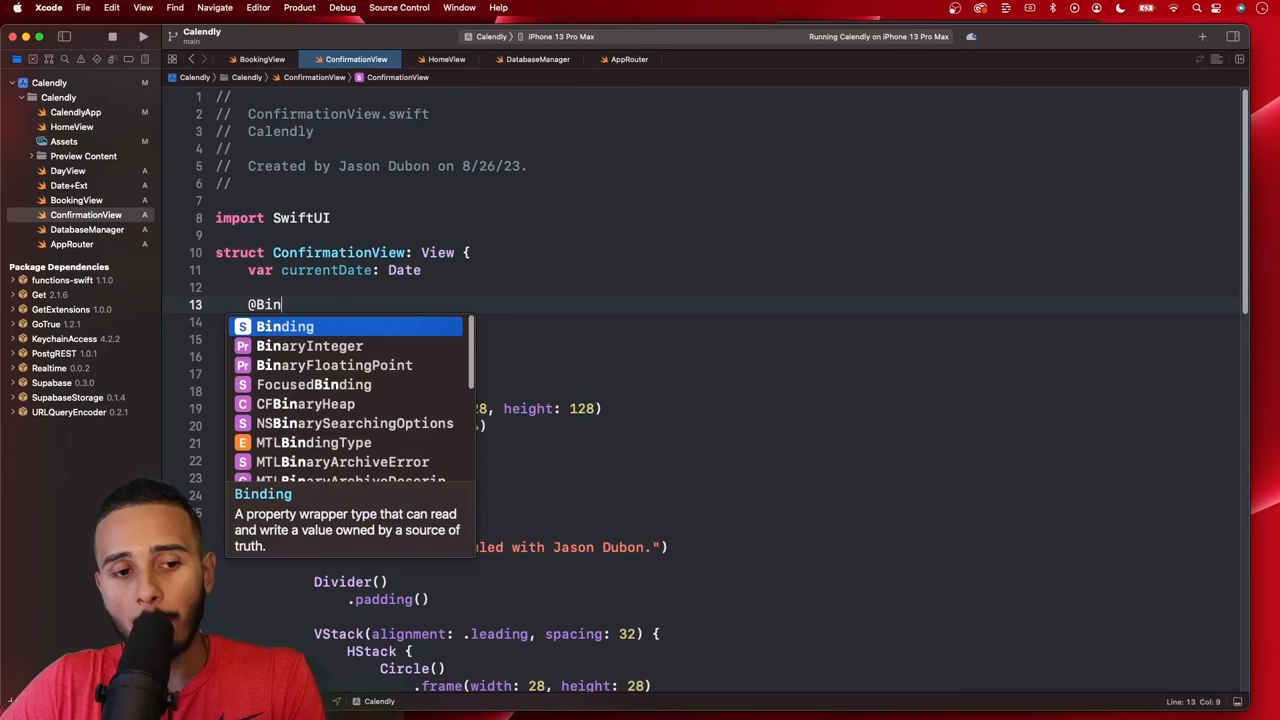 Xcode File Edit View Find Navigate Editor Product Debug Source Control Window Help
Calendly
main
Calendly 〉 iPhone 13 Pro Max
Running Calendly on iPhone 13 Pro Max
BookingView
ConfirmationView
HomeView
DatabaseManager
AppRouter
Calendly 〉 Calendly 〉 ConfirmationView 〉 S ConfirmationView
Calendly M
Calendly
CalendlyApp M
HomeView
Assets M
Preview Content
DayView A
Date+Ext A
BookingView A
ConfirmationView A
DatabaseManager A
AppRouter A
Package Dependencies
functions-swift 1.1.0
Get 2.1.6
GetExtensions 1.0.0
GoTrue 1.2.1
KeychainAccess 4.2.2
PostgREST 1.0.1
Realtime 0.0.2
Supabase 0.3.0
SupabaseStorage 0.1.4
URLQueryEncoder 0.2.1
1 //
2 // ConfirmationView.swift
3 // Calendly
4 //
5 // Created by Jason Dubon on 8/26/23.
6 //
7
8 import SwiftUI
9
10 struct ConfirmationView: View {
11 var currentDate: Date
12
13 @Bin
14
15
16
17
18
19 28, height: 128)
20 )
21
22
23
24
25
S Binding
Pr BinaryInteger
Pr BinaryFloatingPoint
S FocusedBinding
C CFBinaryHeap
S NSBinarySearchingOptions
E MTLBindingType
S MTLBinaryArchiveError
C MTLBinaryArchiveDescrip
Binding
A property wrapper type that can read
and write a value owned by a source of
truth.
uled with Jason Dubon.")
Divider()
.padding()
VStack(alignment: .leading, spacing: 32) {
HStack {
Circle()
.frame(width: 28, height: 28)
Calendly
Line: 13 Col: 9